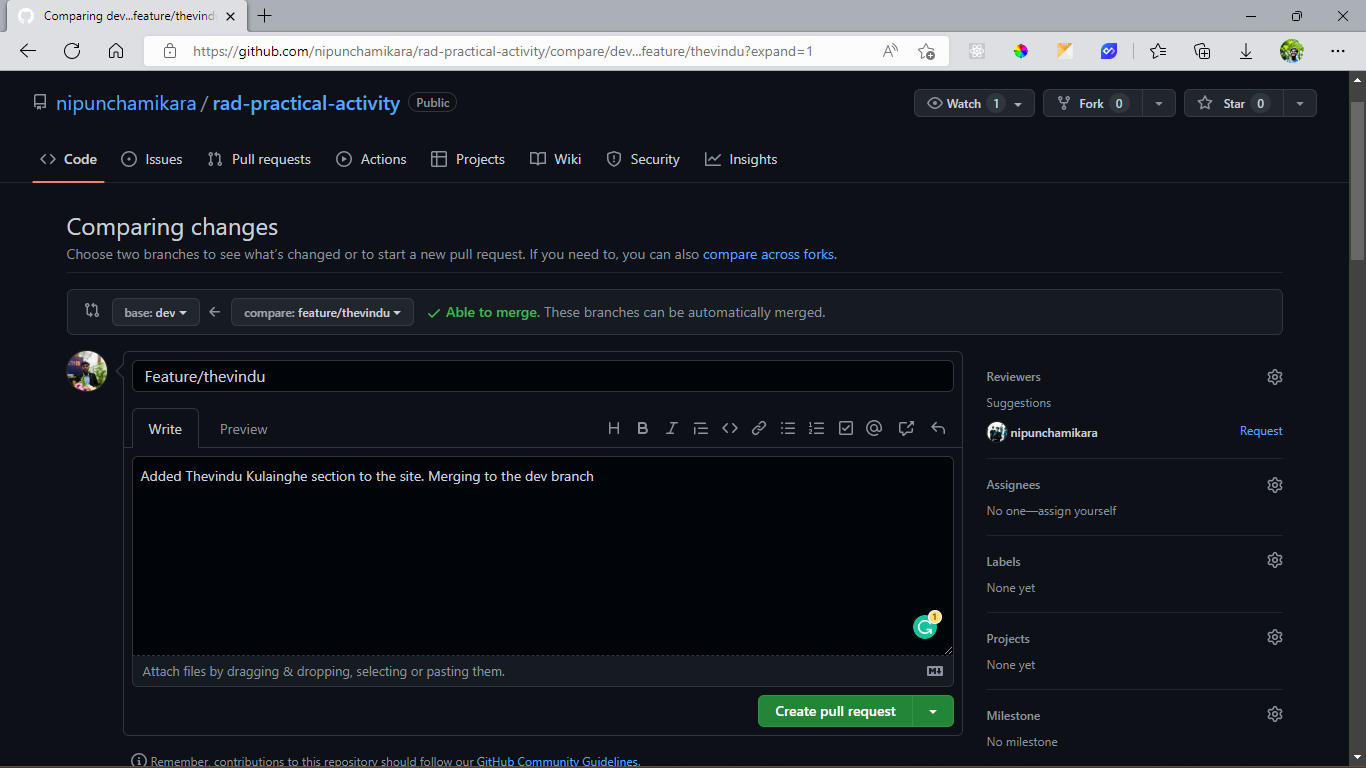 Comparing dev...feature/thevind
https://github.com/nipunchamikara/rad-practical-activity/compare/dev...feature/thevindu?expand=1
nipunchamikara / rad-practical-activity Public
Watch 1 Fork 0 Star 0
Code Issues Pull requests Actions Projects Wiki Security Insights
Comparing changes
Choose two branches to see what's changed or to start a new pull request. If you need to, you can also compare across forks.
base: dev compare: feature/thevindu Able to merge. These branches can be automatically merged.
Feature/thevindu
Write Preview
Added Thevindu Kulainghe section to the site. Merging to the dev branch
1
Attach files by dragging & dropping, selecting or pasting them.
Create pull request
Remember, contributions to this repository should follow our GitHub Community Guidelines.
Reviewers
Suggestions
nipunchamikara Request
Assignees
No one—assign yourself
Labels
None yet
Projects
None yet
Milestone
No milestone